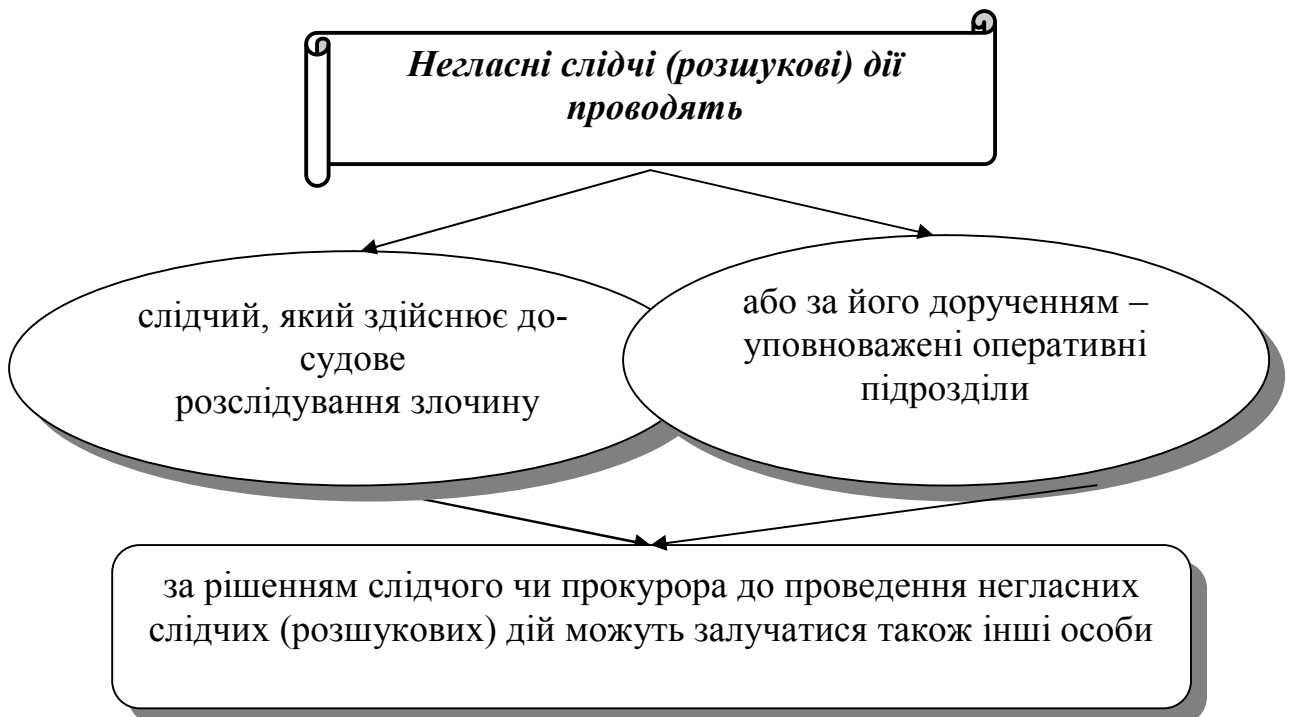 Негласні слідчі (розшукові) дії
проводять
слідчий, який здійснює до-
судове
розслідування злочину
або за його дорученням –
уповноважені оперативні
підрозділи
за рішенням слідчого чи прокурора до проведення негласних
слідчих (розшукових) дій можуть залучатися також інші особи